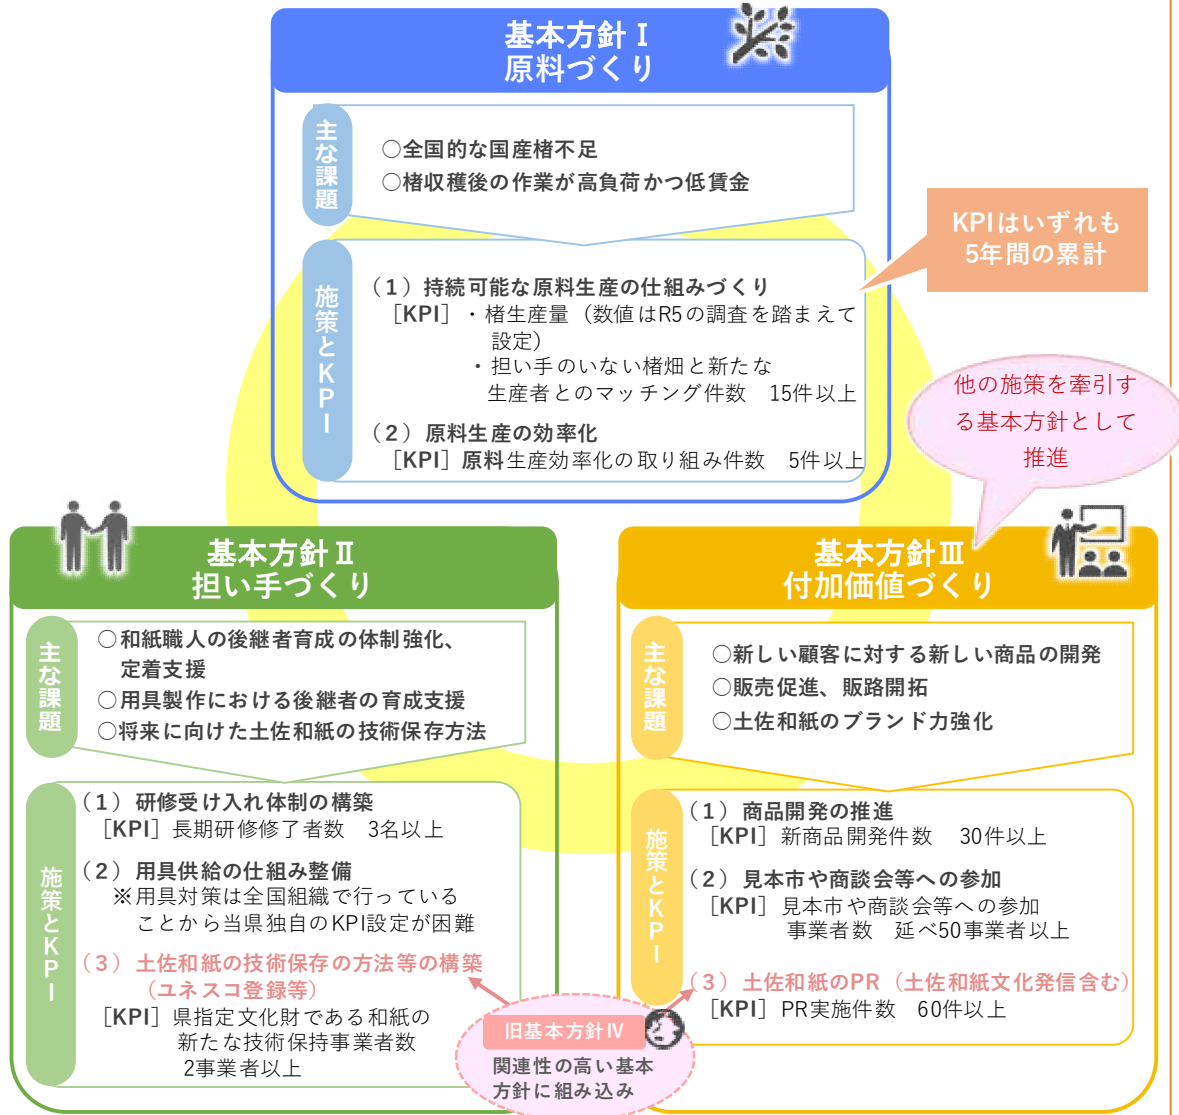 基本方針Ⅰ
原料づくり
主な課題
○全国的な国産楮不足
○楮収穫後の作業が高負荷かつ低賃金
KPIはいずれも
5年間の累計
施策とKPI
（１）持続可能な原料生産の仕組みづくり
［KPI］・楮生産量（数値はR5の調査を踏まえて
設定）
・担い手のいない楮畑と新たな
生産者とのマッチング件数　15件以上
（２）原料生産の効率化
［KPI］原料生産効率化の取り組み件数　5件以上
他の施策を牽引す
る基本方針として
推進
基本方針Ⅱ
担い手づくり
主な課題
○和紙職人の後継者育成の体制強化、
定着支援
○用具製作における後継者の育成支援
○将来に向けた土佐和紙の技術保存方法
施策とKPI
（１）研修受け入れ体制の構築
［KPI］長期研修修了者数　3名以上
（２）用具供給の仕組み整備
※用具対策は全国組織で行っている
ことから当県独自のKPI設定が困難
（３）土佐和紙の技術保存の方法等の構築
（ユネスコ登録等）
［KPI］県指定文化財である和紙の
新たな技術保持事業者数
2事業者以上
基本方針Ⅲ
付加価値づくり
主な課題
○新しい顧客に対する新しい商品の開発
○販売促進、販路開拓
○土佐和紙のブランド力強化
施策とKPI
（１）商品開発の推進
［KPI］新商品開発件数　30件以上
（２）見本市や商談会等への参加
［KPI］見本市や商談会等への参加
事業者数　延べ50事業者以上
（３）土佐和紙のPR（土佐和紙文化発信含む）
［KPI］PR実施件数　60件以上
旧基本方針Ⅳ
関連性の高い基本
方針に組み込み